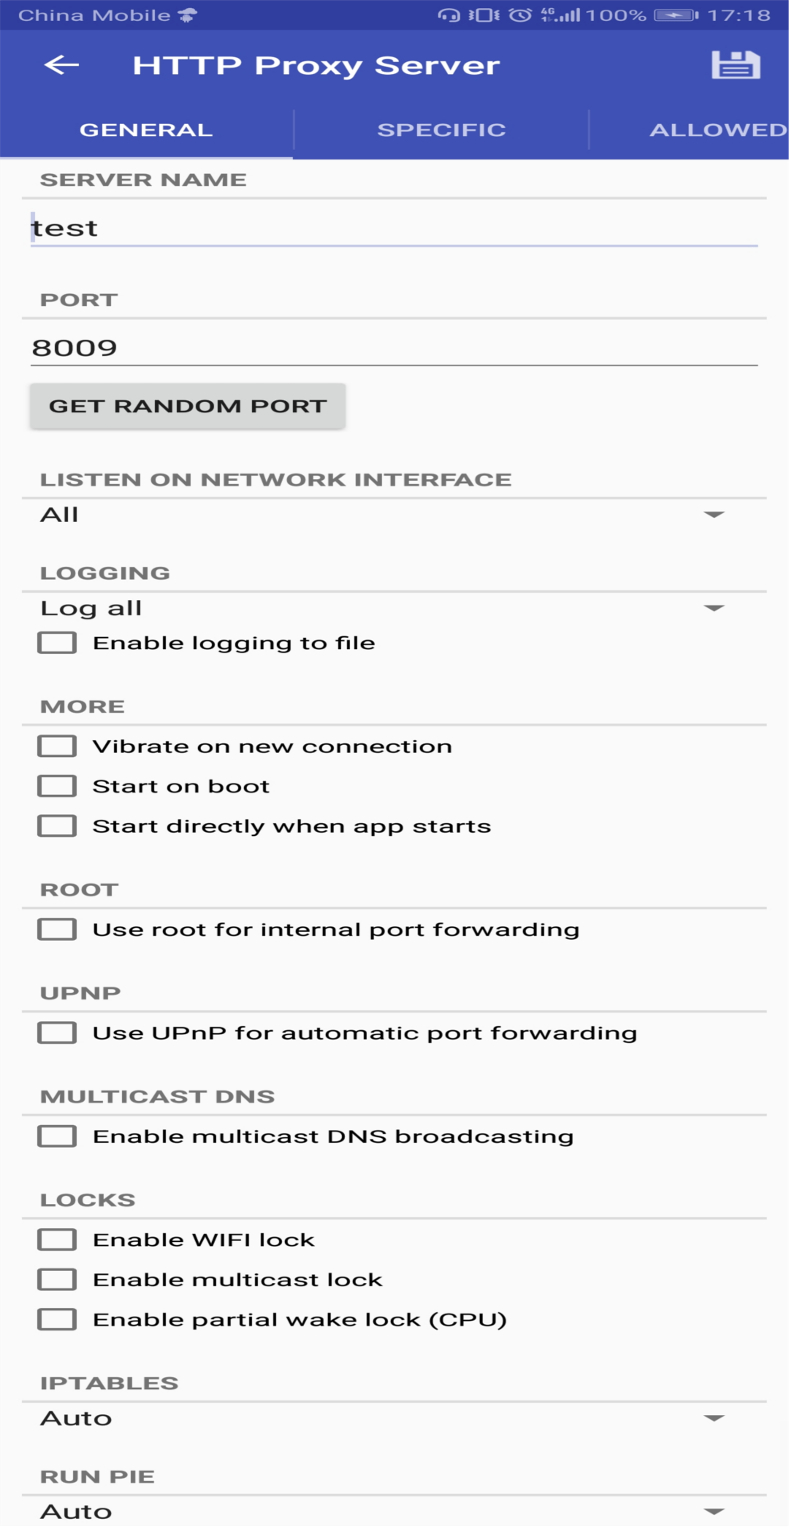 China Mobile 4G 100% 17:18
HTTP Proxy Server
GENERAL SPECIFIC ALLOWED
SERVER NAME
test
PORT
8009
GET RANDOM PORT
LISTEN ON NETWORK INTERFACE
All
LOGGING
Log all
Enable logging to file
MORE
Vibrate on new connection
Start on boot
Start directly when app starts
ROOT
Use root for internal port forwarding
UPNP
Use UPnP for automatic port forwarding
MULTICAST DNS
Enable multicast DNS broadcasting
LOCKS
Enable WIFI lock
Enable multicast lock
Enable partial wake lock (CPU)
IPTABLES
Auto
RUN PIE
Auto